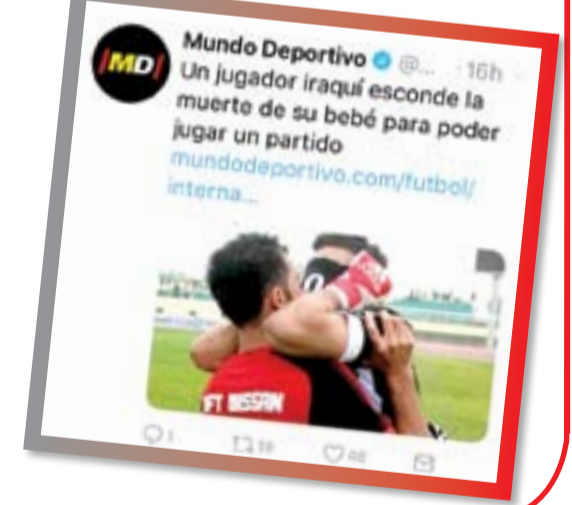 MD
Mundo Deportivo @... · 16h
Un jugador iraquí esconde la
muerte de su bebé para poder
jugar un partido
mundodeportivo.com/futbol/
interna...